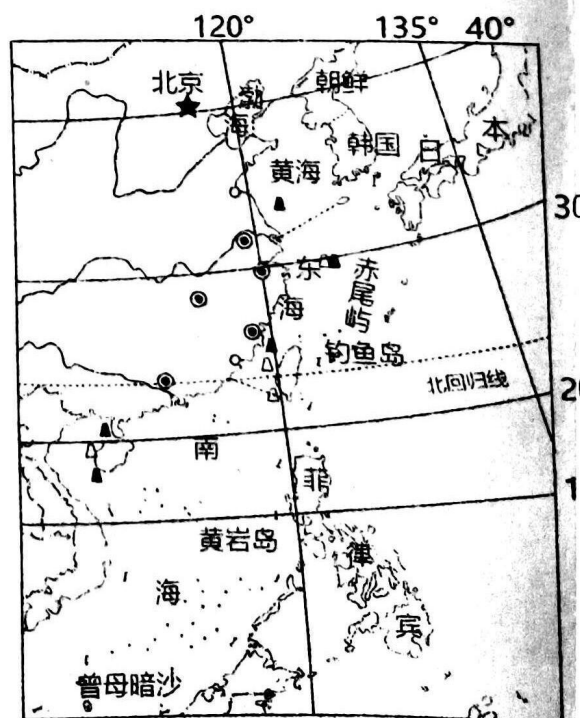 120° 135° 40°
北京
渤海
朝鲜
韩国
日本
黄海
30
东海
赤尾屿
钓鱼岛
北回归线
20
南海
1
菲律宾
黄岩岛
曾母暗沙